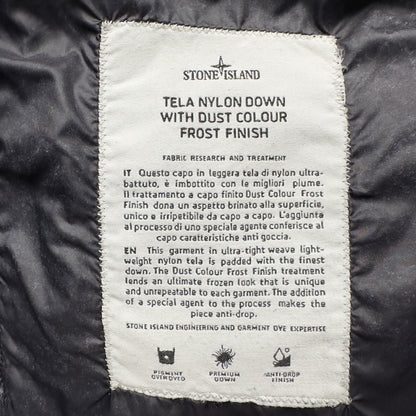 STONE ISLAND
TELA NYLON DOWN
WITH DUST COLOUR
FROST FINISH
FABRIC RESEARCH AND TREATMENT
IT Questo capo in leggera tela di nylon ultra-
battuto, è imbottito con le migliori piume.
Il trattamento a capo finito Dust Colour Frost
Finish dona un aspetto brinato alla superficie,
unico e irripetibile da capo a capo. L'aggiunta
al processo di uno speciale agente conferisce al
capo caratteristiche anti goccia.
EN This garment in ultra-tight weave light-
weight nylon tela is padded with the finest
down. The Dust Colour Frost Finish treatment
lends an ultimate frozen look that is unique
and unrepeatable to each garment. The addition
of a special agent to the process makes the
piece anti-drop.
STONE ISLAND ENGINEERING AND GARMENT DYE EXPERTISE
PIGMENT
OVERDYED
PREMIUM
DOWN
ANTI-DROP
FINISH